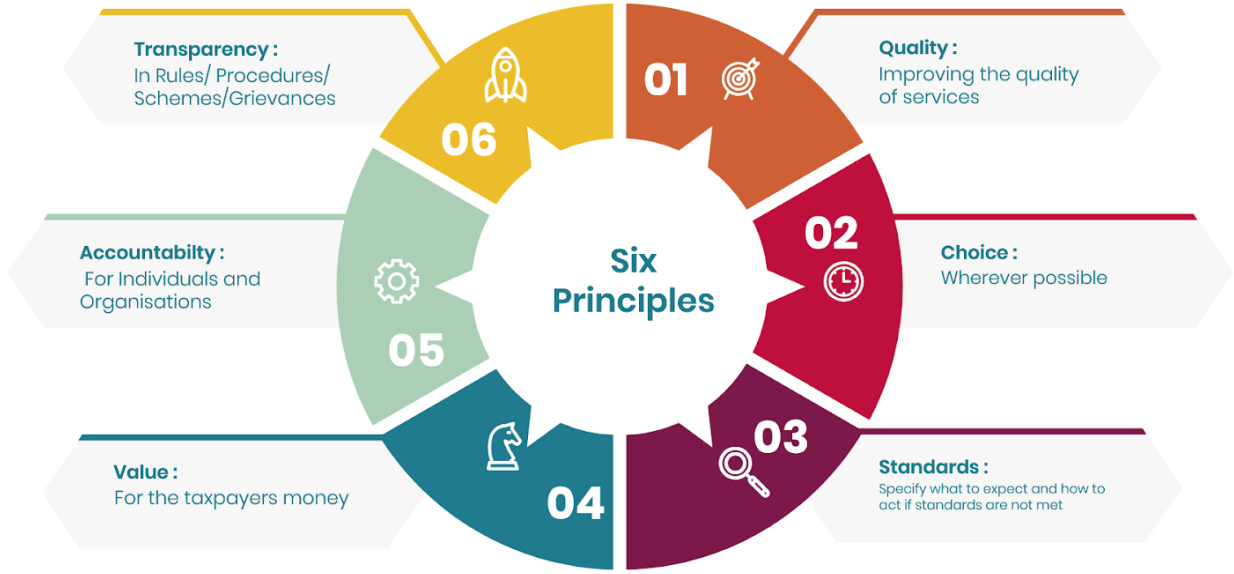 Six
Principles
01
Quality :
Improving the quality
of services
02
Choice :
Wherever possible
03
Standards :
Specify what to expect and how to
act if standards are not met
04
Value :
For the taxpayers money
05
Accountabilty :
For Individuals and
Organisations
06
Transparency :
In Rules/ Procedures/
Schemes/Grievances